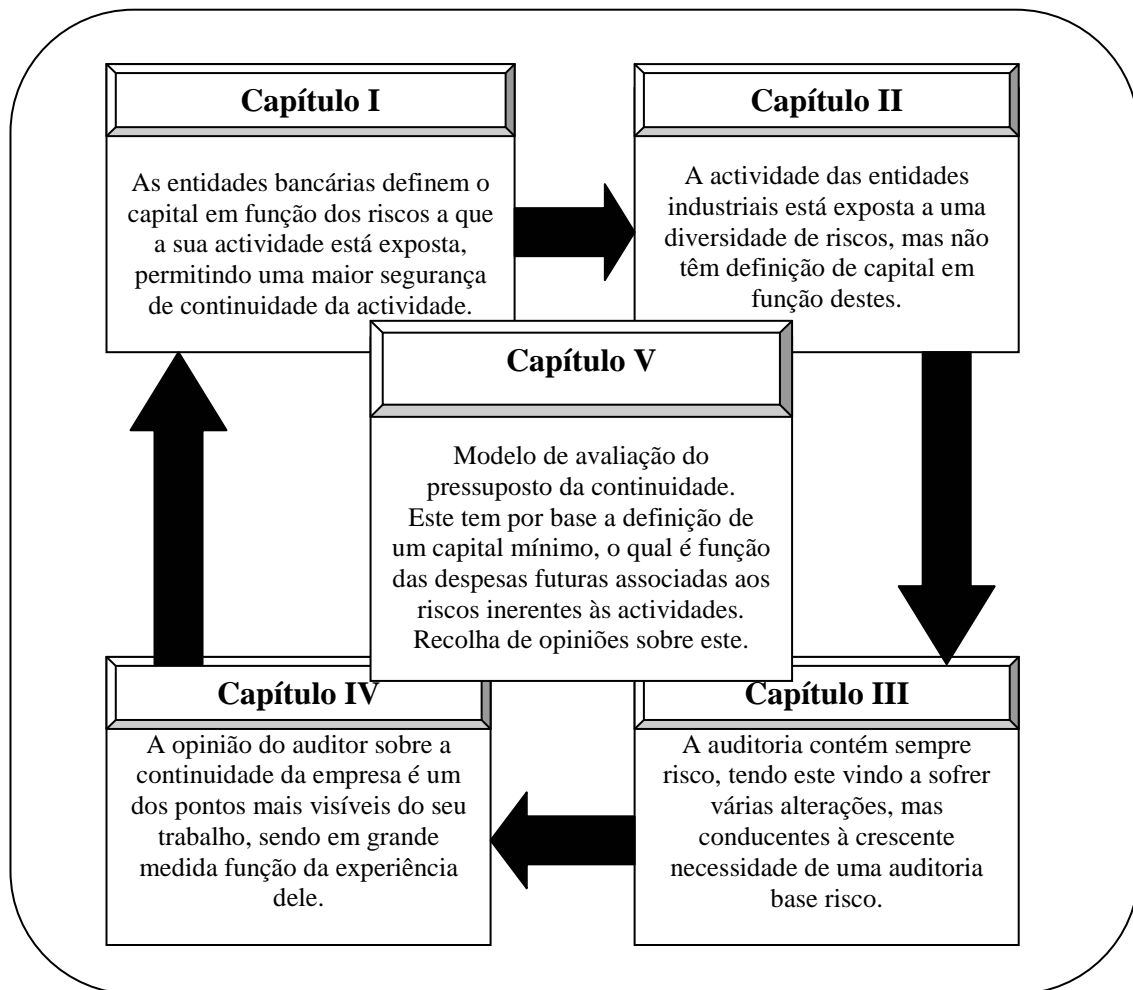 Capítulo I
As entidades bancárias definem o
capital em função dos riscos a que
a sua actividade está exposta,
permitindo uma maior segurança
de continuidade da actividade.
Capítulo II
A actividade das entidades
industriais está exposta a uma
diversidade de riscos, mas não
têm definição de capital em
função destes.
Capítulo V
Modelo de avaliação do
pressuposto da continuidade.
Este tem por base a definição de
um capital mínimo, o qual é função
das despesas futuras associadas aos
riscos inerentes às actividades.
Recolha de opiniões sobre este.
Capítulo IV
A opinião do auditor sobre a
continuidade da empresa é um
dos pontos mais visíveis do seu
trabalho, sendo em grande
medida função da experiência
dele.
Capítulo III
A auditoria contém sempre
risco, tendo este vindo a sofrer
várias alterações, mas
conducentes à crescente
necessidade de uma auditoria
base risco.